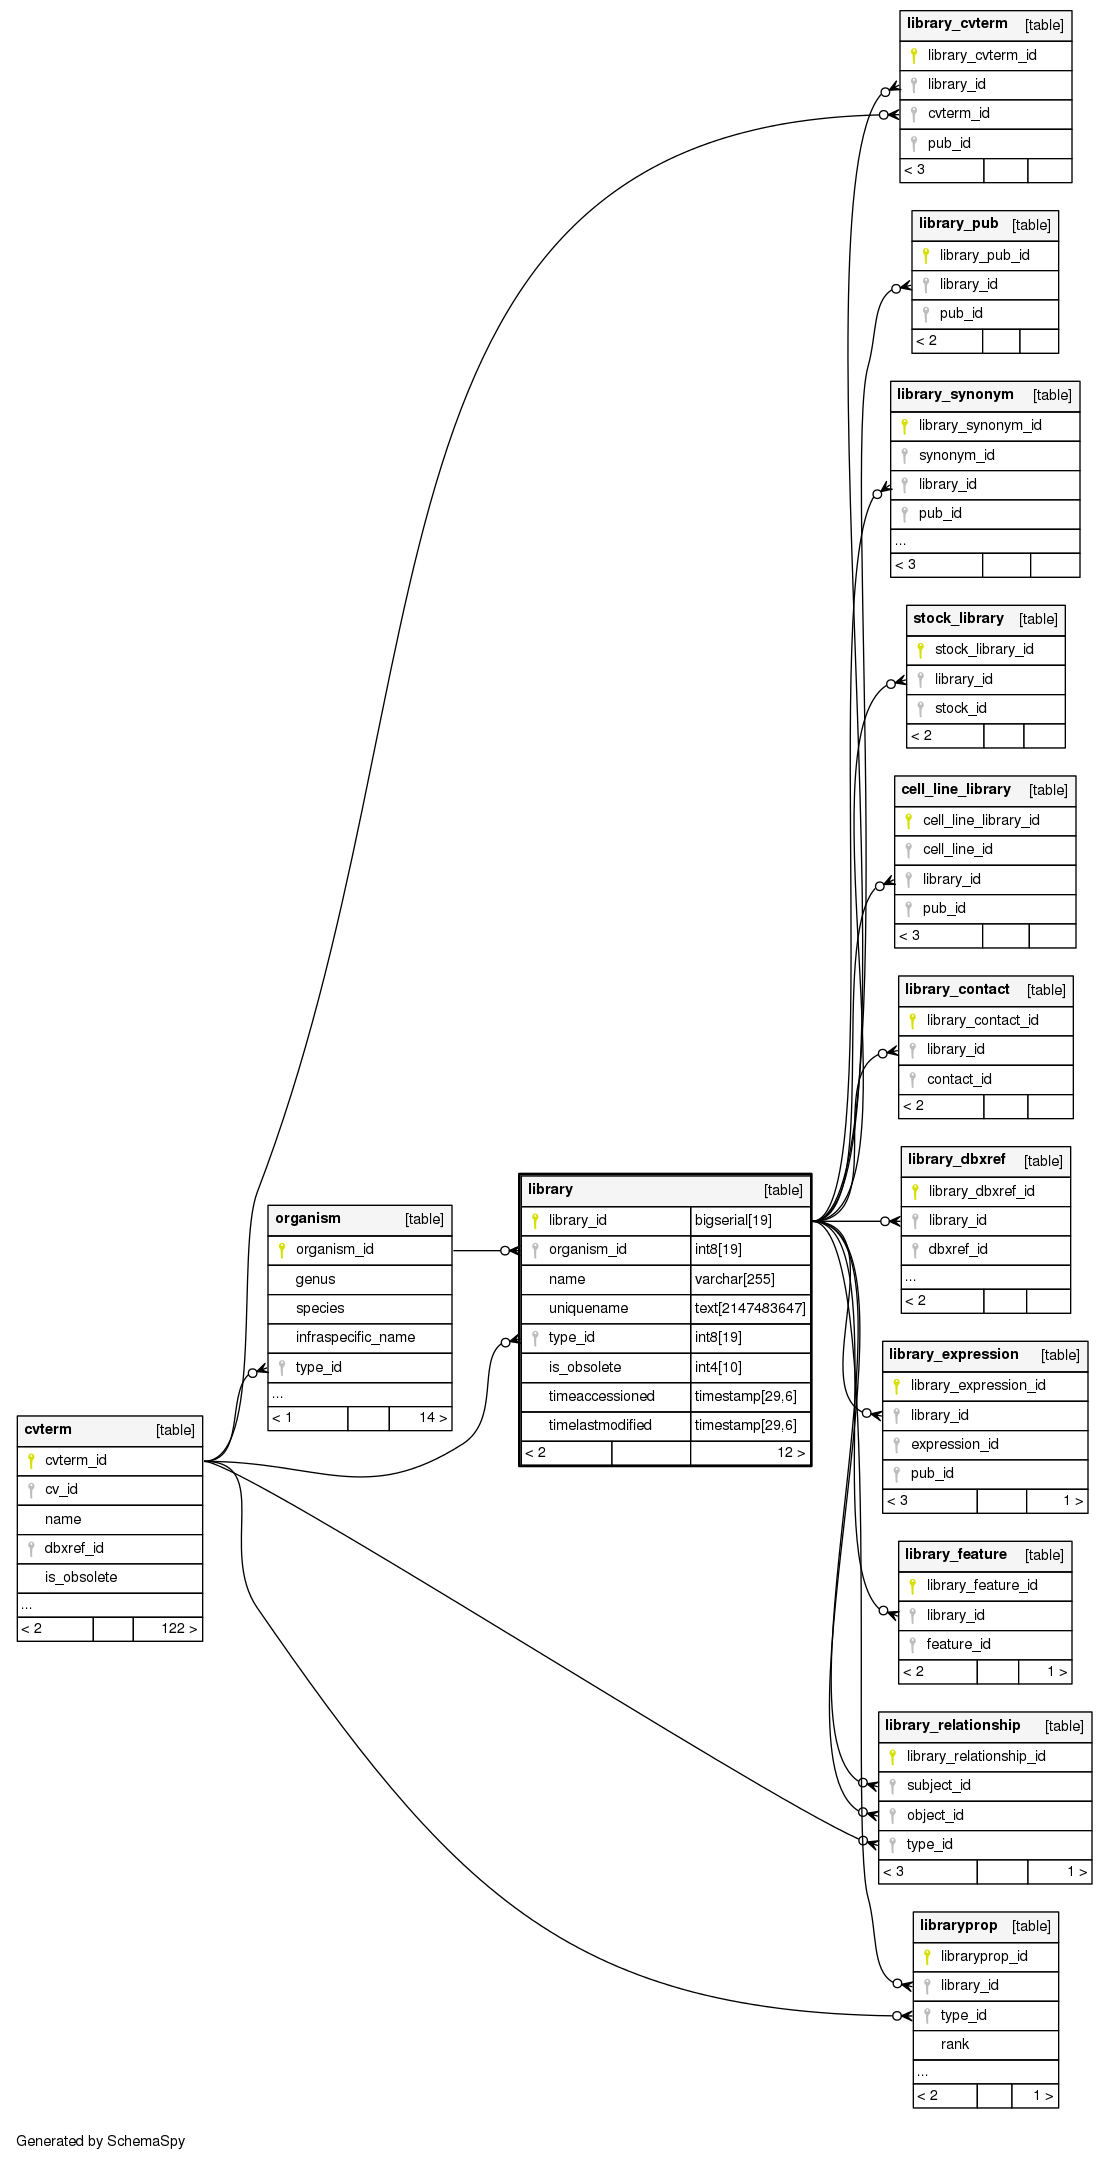 library_cvterm [table]
library_cvterm_id
library_id
cvterm_id
pub_id
< 3
library_pub [table]
library_pub_id
library_id
pub_id
< 2
library_synonym [table]
library_synonym_id
synonym_id
library_id
pub_id
...
< 3
stock_library [table]
stock_library_id
library_id
stock_id
< 2
cell_line_library [table]
cell_line_library_id
cell_line_id
library_id
pub_id
< 3
library_contact [table]
library_contact_id
library_id
contact_id
< 2
library_dbxref [table]
library_dbxref_id
library_id
dbxref_id
...
< 2
library [table]
library_id bigserial[19]
organism_id int8[19]
name varchar[255]
uniquename text[2147483647]
type_id int8[19]
is_obsolete int4[10]
timeaccessioned timestamp[29,6]
timelastmodified timestamp[29,6]
< 2 12 >
organism [table]
organism_id
genus
species
infraspecific_name
type_id
...
< 1 14 >
cvterm [table]
cvterm_id
cv_id
name
dbxref_id
is_obsolete
...
< 2 122 >
library_expression [table]
library_expression_id
library_id
expression_id
pub_id
< 3 1 >
library_feature [table]
library_feature_id
library_id
feature_id
< 2 1 >
library_relationship [table]
library_relationship_id
subject_id
object_id
type_id
< 3 1 >
libraryprop [table]
libraryprop_id
library_id
type_id
rank
...
< 2 1 >
Generated by SchemaSpy